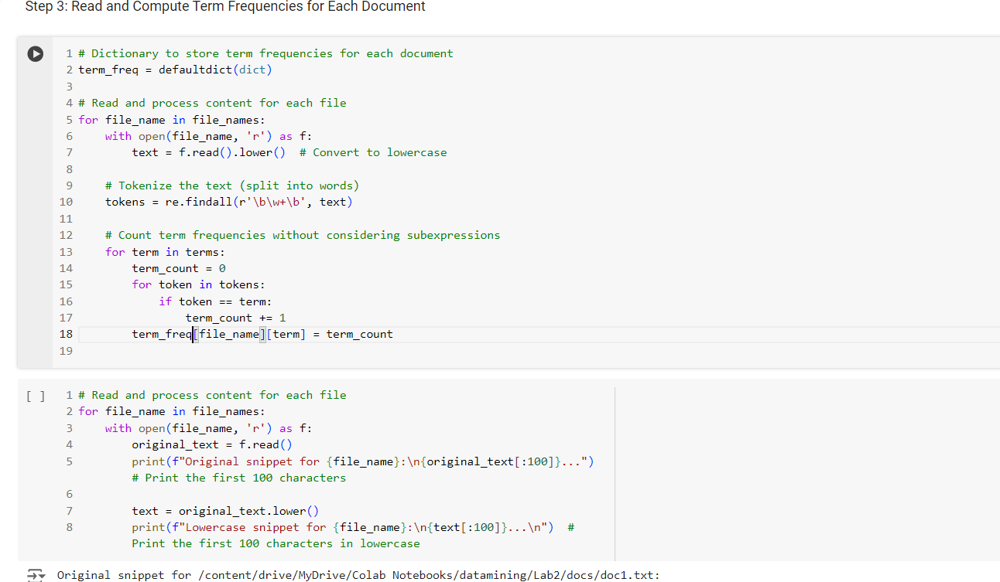 Step 3: Read and Compute Term Frequencies for Each Document
1 # Dictionary to store term frequencies for each document
2 term_freq = defaultdict(dict)
3
4 # Read and process content for each file
5 for file_name in file_names:
6     with open(file_name, 'r') as f:
7         text = f.read().lower()  # Convert to lowercase
8
9     # Tokenize the text (split into words)
10     tokens = re.findall(r'\b\w+\b', text)
11
12     # Count term frequencies without considering subexpressions
13     for term in terms:
14         term_count = 0
15         for token in tokens:
16             if token == term:
17                 term_count += 1
18         term_freq[file_name][term] = term_count
19
[ ] 1 # Read and process content for each file
2 for file_name in file_names:
3     with open(file_name, 'r') as f:
4         original_text = f.read()
5         print(f"Original snippet for {file_name}:\n{original_text[:100]}...")
        # Print the first 100 characters
6
7         text = original_text.lower()
8         print(f"Lowercase snippet for {file_name}:\n{text[:100]}...\n")  #
        Print the first 100 characters in lowercase
Original snippet for /content/drive/MyDrive/Colab Notebooks/datamining/Lab2/docs/doc1.txt: